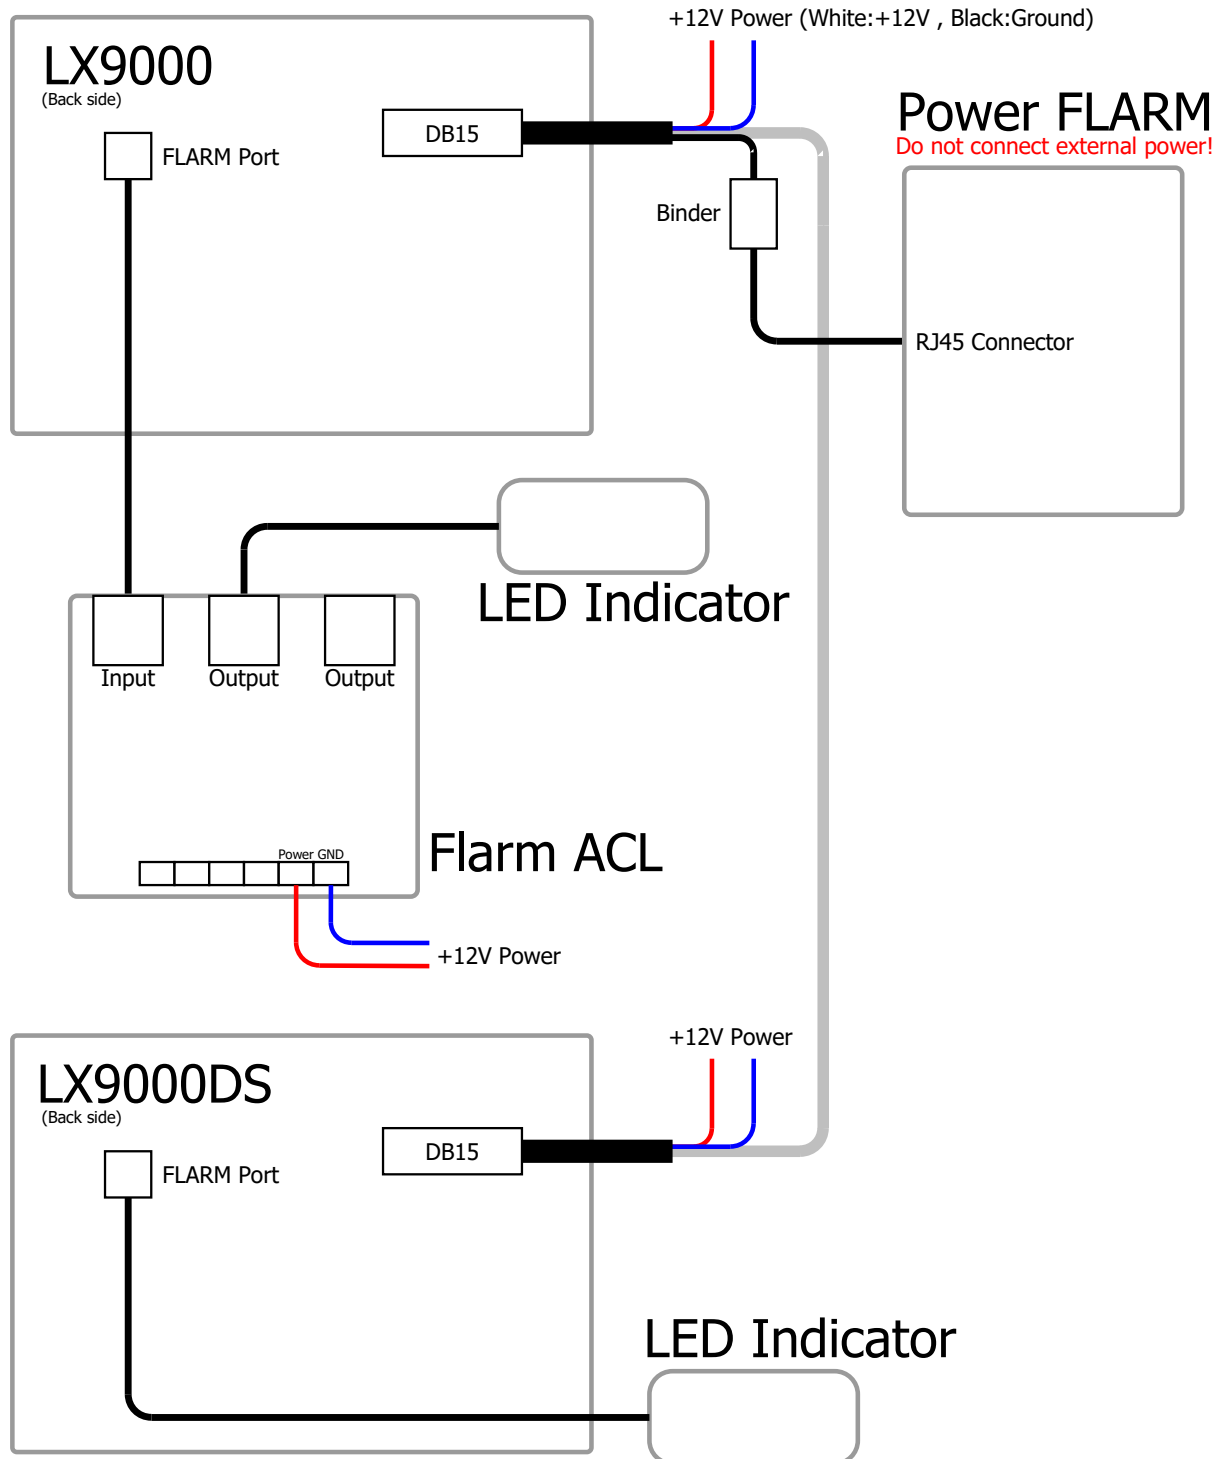 +12V Power (White:+12V , Black:Ground)
LX9000
(Back side)
DB15
FLARM Port
Power FLARM
Do not connect external power!
Binder
RJ45 Connector
LED Indicator
Input
Output
Output
Power GND
Flarm ACL
+12V Power
+12V Power
LX9000DS
(Back side)
DB15
FLARM Port
LED Indicator